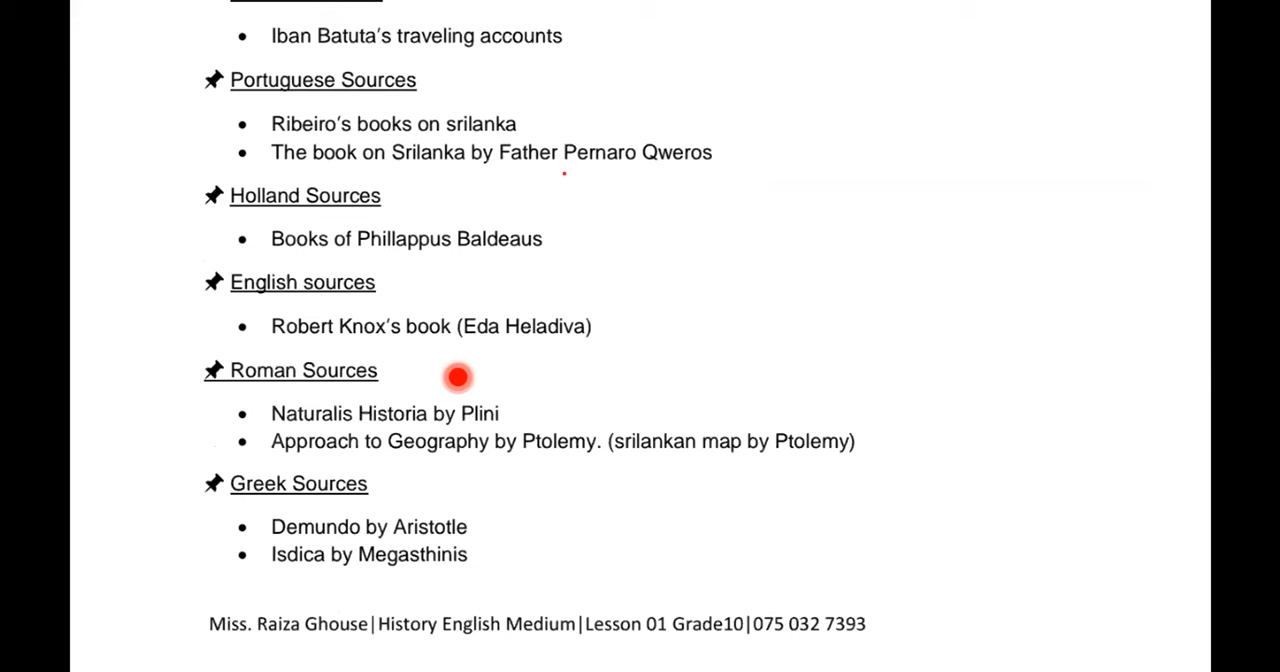 Iban Batuta's traveling accounts
Portuguese Sources
Ribeiro's books on srilanka
The book on Srilanka by Father Pernaro Qweros
Holland Sources
Books of Phillappus Baldeaus
English sources
Robert Knox's book (Eda Heladiva)
Roman Sources
Naturalis Historia by Plini
Approach to Geography by Ptolemy. (srilankan map by Ptolemy)
Greek Sources
Demundo by Aristotle
Isdica by Megasthinis
Miss. Raiza Ghouse|History English Medium|Lesson 01 Grade10|075 032 7393